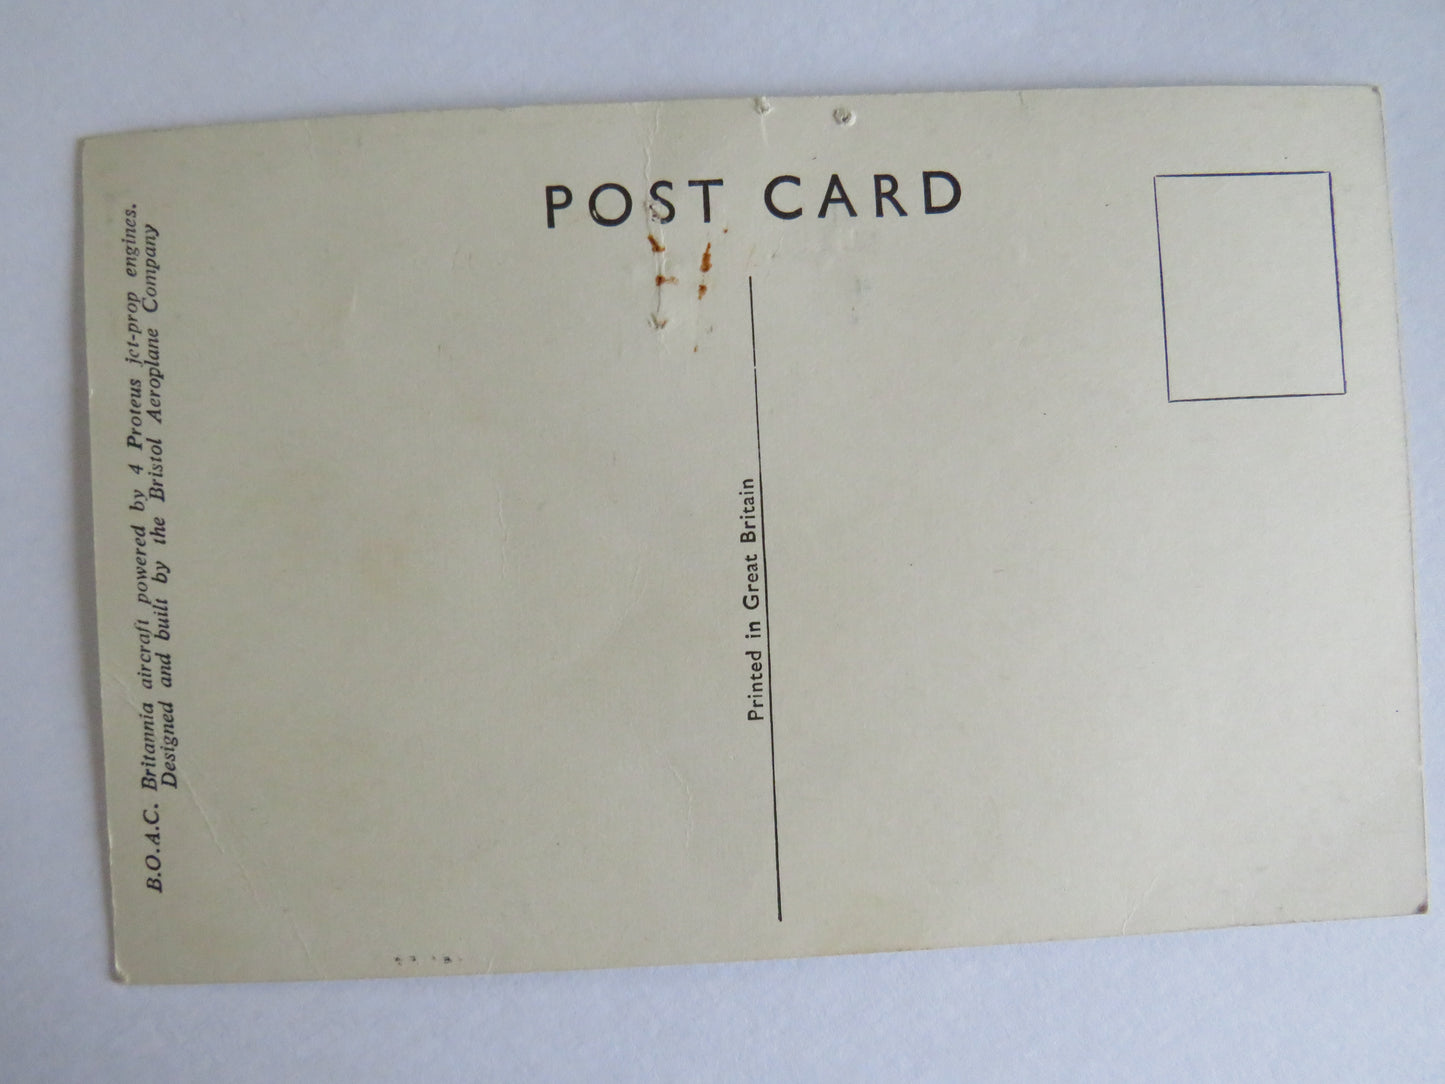 POST CARD
B.O.A.C. Britannia aircraft powered by 4 Proteus jet-prop engines.
Designed and built by the Bristol Aeroplane Company
Printed in Great Britain